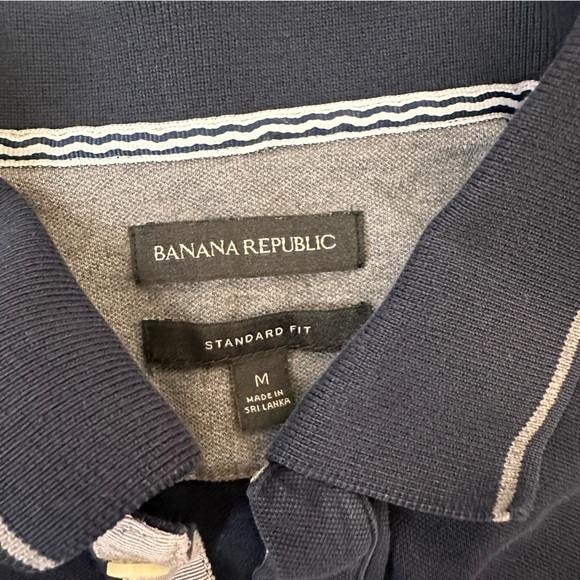 BANANA REPUBLIC
STANDARD FIT
M
MADE IN
SRI LANKA